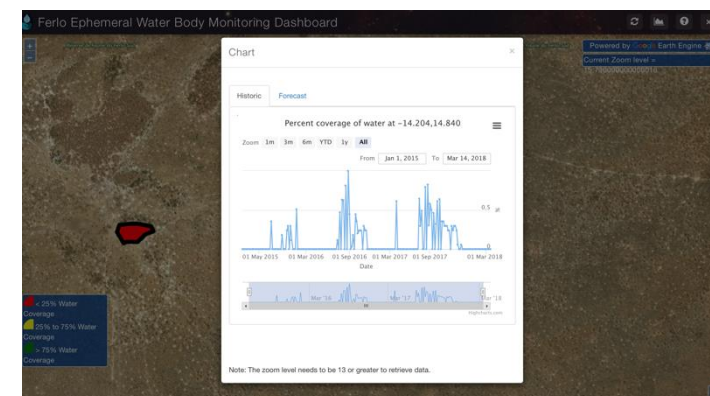 Ferlo Ephemeral Water Body Monitoring Dashboard
Powered by Google Earth Engine
Current Zoom level =
Chart
×
Historic Forecast
Percent coverage of water at -14.204,14.840
Zoom 1m 3m 6m YTD 1y All
From Jan 1, 2015 To Mar 14, 2018
0.5
0
01 May 2015 01 Mar 2016 01 Sep 2016 01 Mar 2017 01 Sep 2017 01 Mar 2018
Date
Mar '16 Mar '17 Mar '18
Highcharts.com
< 25% Water
Coverage
25% to 75% Water
Coverage
> 75% Water
Coverage
Note: The zoom level needs to be 13 or greater to retrieve data.